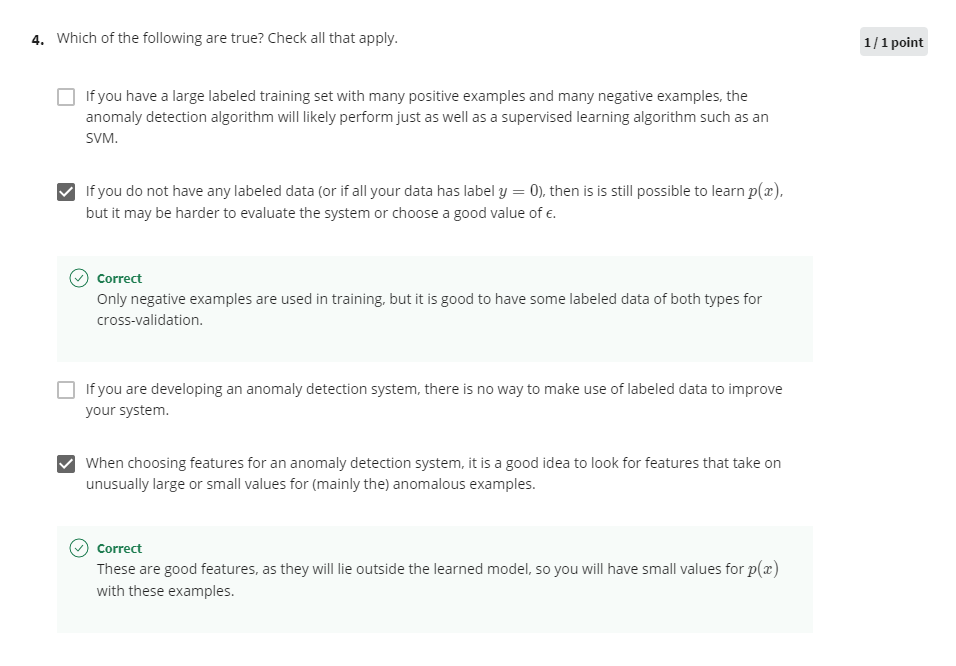 4. Which of the following are true? Check all that apply.
1 / 1 point
If you have a large labeled training set with many positive examples and many negative examples, the
anomaly detection algorithm will likely perform just as well as a supervised learning algorithm such as an
SVM.
If you do not have any labeled data (or if all your data has label y = 0), then is is still possible to learn p(x),
but it may be harder to evaluate the system or choose a good value of ϵ.
Correct
Only negative examples are used in training, but it is good to have some labeled data of both types for
cross-validation.
If you are developing an anomaly detection system, there is no way to make use of labeled data to improve
your system.
When choosing features for an anomaly detection system, it is a good idea to look for features that take on
unusually large or small values for (mainly the) anomalous examples.
Correct
These are good features, as they will lie outside the learned model, so you will have small values for p(x)
with these examples.